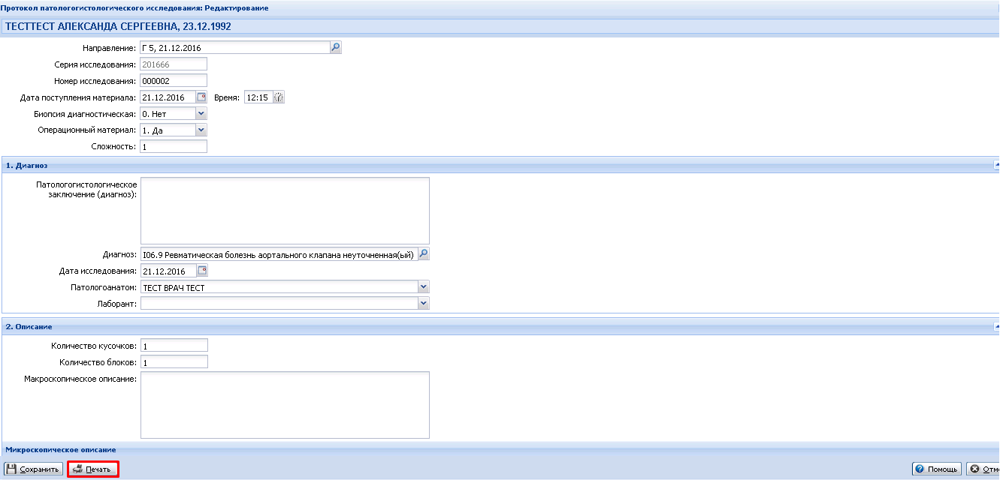 Протокол патологогистологического исследования: Редактирование
ТЕСТТЕСТ АЛЕКСАНДА СЕРГЕЕВНА, 23.12.1992
Направление: Г 5, 21.12.2016
Серия исследования: 201666
Номер исследования: 000002
Дата поступления материала: 21.12.2016 Время: 12:15
Биопсия диагностическая: 0. Нет
Операционный материал: 1. Да
Сложность: 1
1. Диагноз
Патологогистологическое
заключение (диагноз):
Диагноз: I06.9 Ревматическая болезнь аортального клапана неуточненная(ый)
Дата исследования: 21.12.2016
Патологоанатом: ТЕСТ ВРАЧ ТЕСТ
Лаборант:
2. Описание
Количество кусочков: 1
Количество блоков: 1
Макроскопическое описание:
Микроскопическое описание
Сохранить Печать Помощь Отм